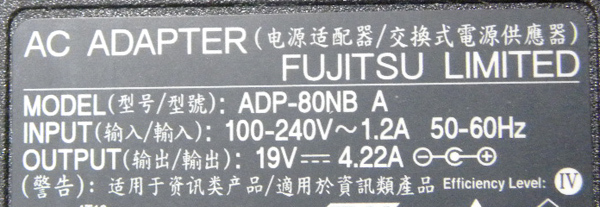 AC ADAPTER(电源适配器/交換式電源供應器)
FUJITSU LIMITED
MODEL(型号/型號): ADP-80NB A
INPUT(输入/輸入): 100-240V~1.2A 50-60Hz
OUTPUT(输出/輸出): 19V⎓ 4.22A
(警告): 适用于资讯类产品/適用於資訊類產品 Efficiency Level: IV